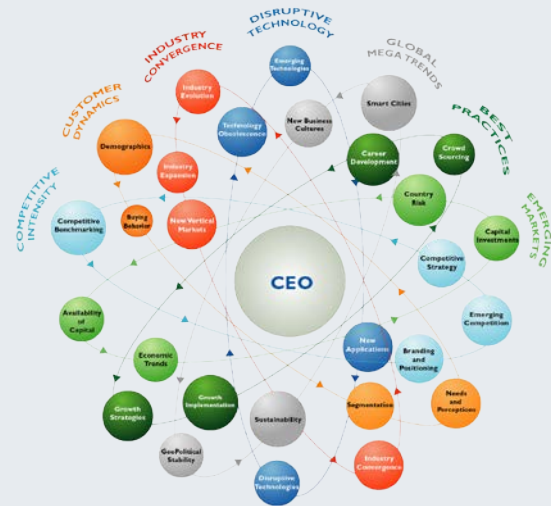 DISRUPTIVE
TECHNOLOGY
INDUSTRY
CONVERGENCE
GLOBAL
MEGA TRENDS
CUSTOMER
DYNAMICS
BEST
PRACTICES
COMPETITIVE
INTENSITY
EMERGING
MARKETS
Emerging
Technologies
Industry
Evolution
Smart Cities
Technology
Obsolescence
New Business
Cultures
Demographics
Career
Development
Crowd
Sourcing
Industry
Expansion
Country
Risk
Competitive
Benchmarking
Buying
Behavior
New Vertical
Markets
Capital
Investments
Competitive
Strategy
CEO
Availability
of
Capital
Emerging
Competition
Economic
Trends
New
Applications
Branding
and
Positioning
Growth
Strategies
Growth
Implementation
Sustainability
Segmentation
Needs
and
Perceptions
GeoPolitical
Stability
Industry
Convergence
Disruptive
Technologies